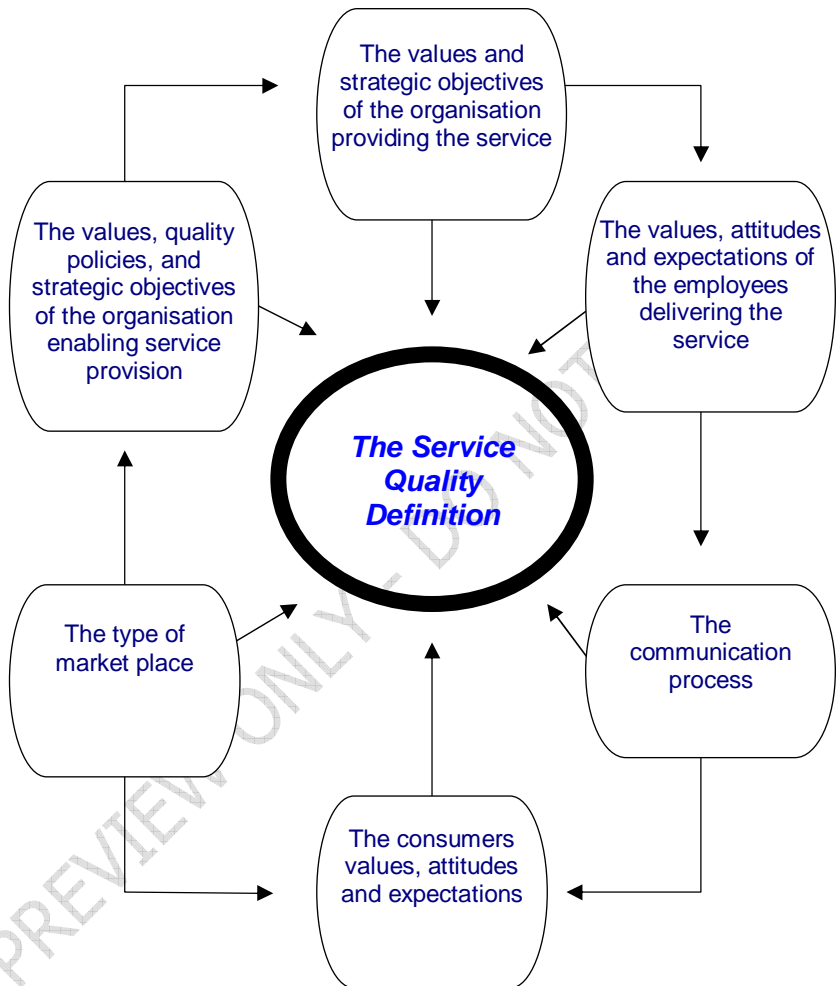 The values and
strategic objectives
of the organisation
providing the service
The values, quality
policies, and
strategic objectives
of the organisation
enabling service
provision
The values, attitudes
and expectations of
the employees
delivering the
service
The Service
Quality
Definition
The type of
market place
The
communication
process
The consumers
values, attitudes
and expectations
PREVIEW ONLY - DO NOT